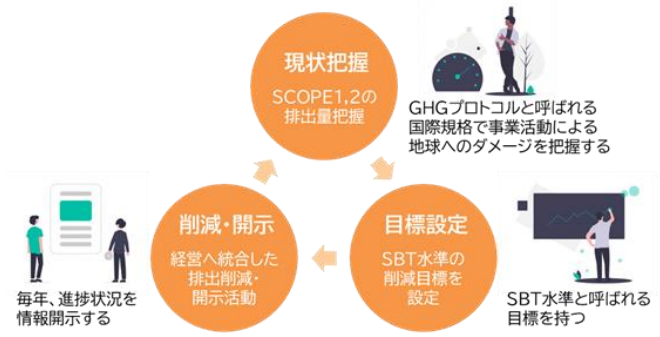 現状把握
SCOPE1,2の
排出量把握
GHGプロトコルと呼ばれる
国際規格で事業活動による
地球へのダメージを把握する
目標設定
SBT水準の
削減目標を
設定
SBT水準と呼ばれる
目標を持つ
削減・開示
経営へ統合した
排出削減・
開示活動
毎年、進捗状況を
情報開示する